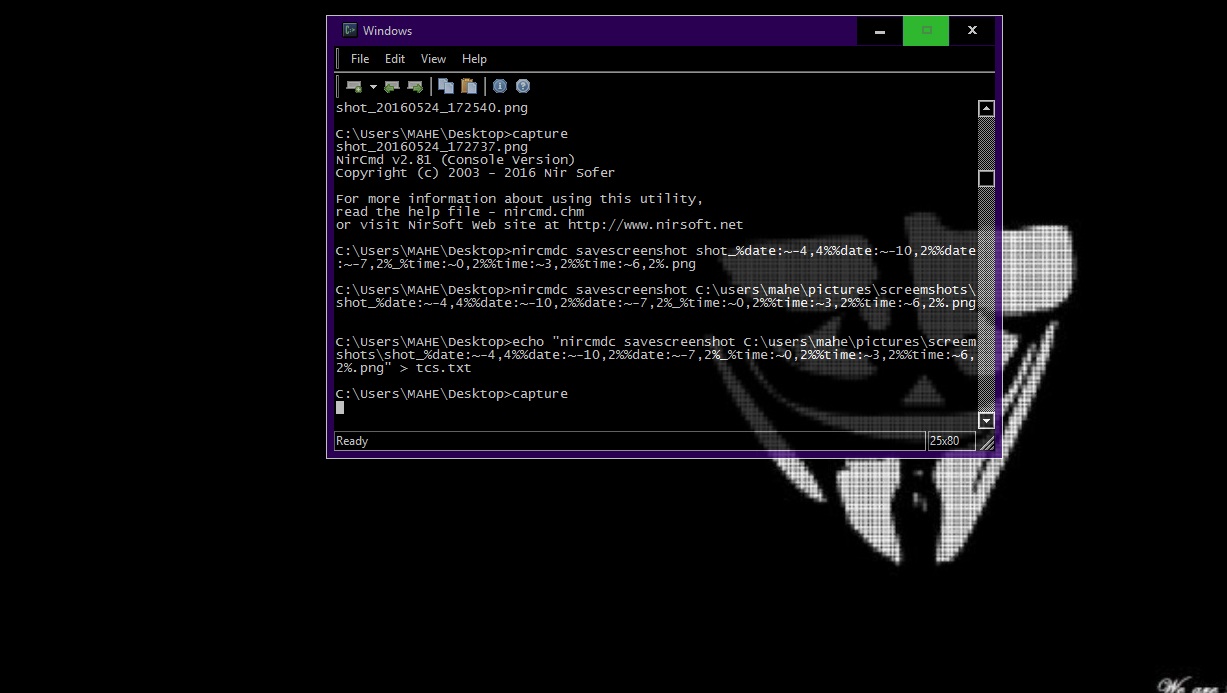 Windows
File Edit View Help
shot_20160524_172540.png
C:\Users\MAHE\Desktop>capture
shot_20160524_172737.png
NirCmd v2.81 (Console Version)
Copyright (c) 2003 - 2016 Nir Sofer
For more information about using this utility,
read the help file - nircmd.chm
or visit NirSoft Web site at http://www.nirsoft.net
C:\Users\MAHE\Desktop>nircmdc savescreenshot shot_%date:~-4,4%%date:~-10,2%%date
:~-7,2%_%time:~0,2%%time:~3,2%%time:~6,2%.png
C:\Users\MAHE\Desktop>nircmdc savescreenshot C:\users\mahe\pictures\screemshots\
shot_%date:~-4,4%%date:~-10,2%%date:~-7,2%_%time:~0,2%%time:~3,2%%time:~6,2%.png
C:\Users\MAHE\Desktop>echo "nircmdc savescreenshot C:\users\mahe\pictures\screem
shots\shot_%date:~-4,4%%date:~-10,2%%date:~-7,2%_%time:~0,2%%time:~3,2%%time:~6,
2%.png" > tcs.txt
C:\Users\MAHE\Desktop>capture
Ready
25x80
We are